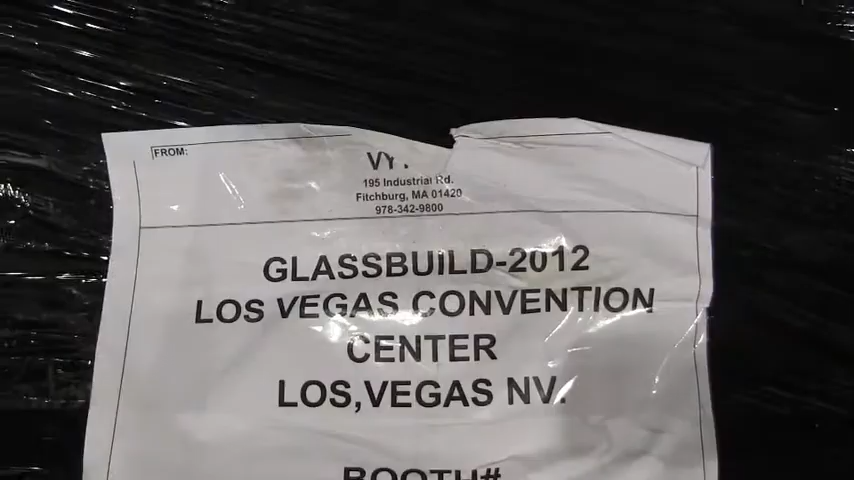 FROM:
195 Industrial Rd.
Fitchburg, MA 01420
978-342-9800
GLASSBUILD-2012
LOS VEGAS CONVENTION
CENTER
LOS,VEGAS NV.
BOOTH#